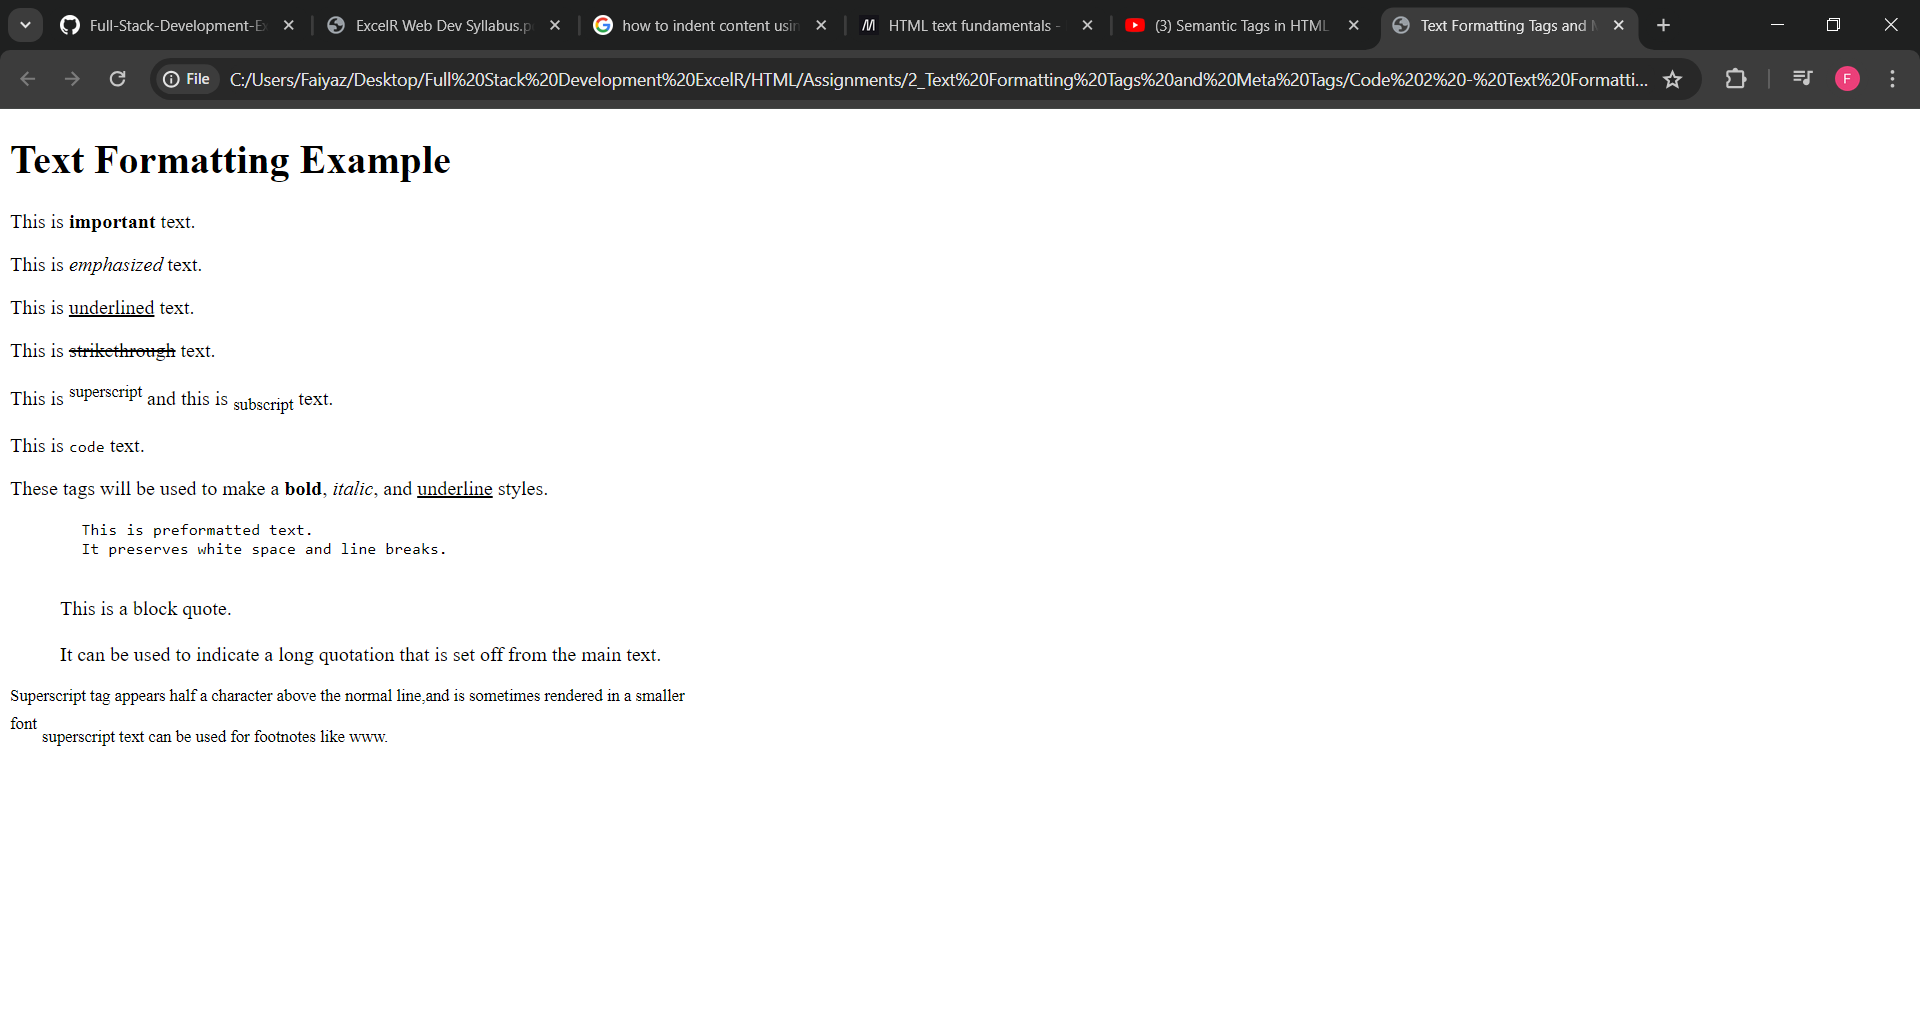 Full-Stack-Development-Ex
ExcelR Web Dev Syllabus.p
how to indent content usin
HTML text fundamentals -
(3) Semantic Tags in HTML
Text Formatting Tags and M
File
C:/Users/Faiyaz/Desktop/Full%20Stack%20Development%20ExcelR/HTML/Assignments/2_Text%20Formatting%20Tags%20and%20Meta%20Tags/Code%202%20-%20Text%20Formatti...
F
Text Formatting Example
This is important text.
This is emphasized text.
This is underlined text.
This is strikethrough text.
This is superscript and this is subscript text.
This is code text.
These tags will be used to make a bold, italic, and underline styles.
This is preformatted text.
It preserves white space and line breaks.
This is a block quote.
It can be used to indicate a long quotation that is set off from the main text.
Superscript tag appears half a character above the normal line,and is sometimes rendered in a smaller
font superscript text can be used for footnotes like www.